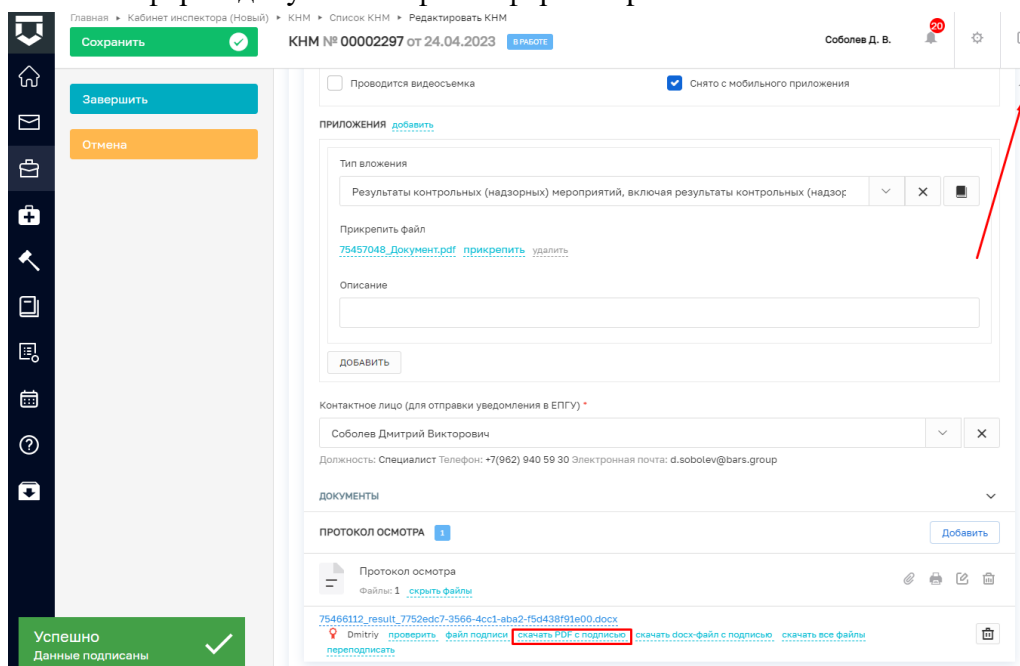 Главная ▸ Кабинет инспектора (Новый) ▸ КНМ ▸ Список КНМ ▸ Редактировать КНМ
Сохранить
КНМ № 00002297 от 24.04.2023 В РАБОТЕ
Соболев Д. В.
20
Завершить
Отмена
Проводится видеосъемка
Снято с мобильного приложения
ПРИЛОЖЕНИЯ добавить
Тип вложения
Результаты контрольных (надзорных) мероприятий, включая результаты контрольных (надзор
Прикрепить файл
75457048_Документ.pdf прикрепить удалить
Описание
ДОБАВИТЬ
Контактное лицо (для отправки уведомления в ЕПГУ) *
Соболев Дмитрий Викторович
Должность: Специалист Телефон: +7(962) 940 59 30 Электронная почта: d.sobolev@bars.group
ДОКУМЕНТЫ
ПРОТОКОЛ ОСМОТРА 1
Добавить
Протокол осмотра
Файлы: 1 скрыть файлы
75466112_result_7752edc7-3566-4cc1-aba2-f5d438f91e00.docx
Dmitriy проверить файл подписи скачать PDF с подписью скачать docx-файл с подписью скачать все файлы
переподписать
Успешно
Данные подписаны